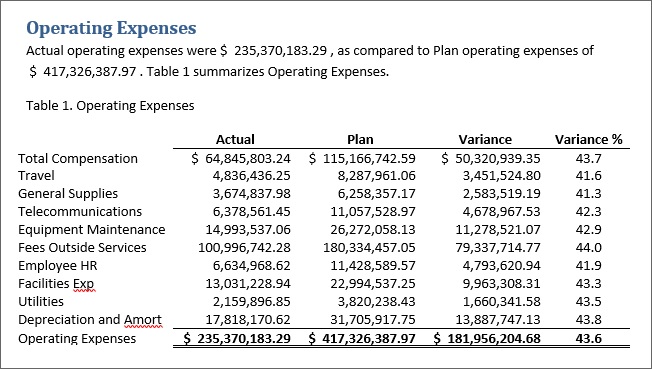 Operating Expenses
Actual operating expenses were $ 235,370,183.29 , as compared to Plan operating expenses of
$ 417,326,387.97 . Table 1 summarizes Operating Expenses.
Table 1. Operating Expenses
Actual Plan Variance Variance %
Total Compensation $ 64,845,803.24 $ 115,166,742.59 $ 50,320,939.35 43.7
Travel 4,836,436.25 8,287,961.06 3,451,524.80 41.6
General Supplies 3,674,837.98 6,258,357.17 2,583,519.19 41.3
Telecommunications 6,378,561.45 11,057,528.97 4,678,967.53 42.3
Equipment Maintenance 14,993,537.06 26,272,058.13 11,278,521.07 42.9
Fees Outside Services 100,996,742.28 180,334,457.05 79,337,714.77 44.0
Employee HR 6,634,968.62 11,428,589.57 4,793,620.94 41.9
Facilities Exp 13,031,228.94 22,994,537.25 9,963,308.31 43.3
Utilities 2,159,896.85 3,820,238.43 1,660,341.58 43.5
Depreciation and Amort 17,818,170.62 31,705,917.75 13,887,747.13 43.8
Operating Expenses $ 235,370,183.29 $ 417,326,387.97 $ 181,956,204.68 43.6